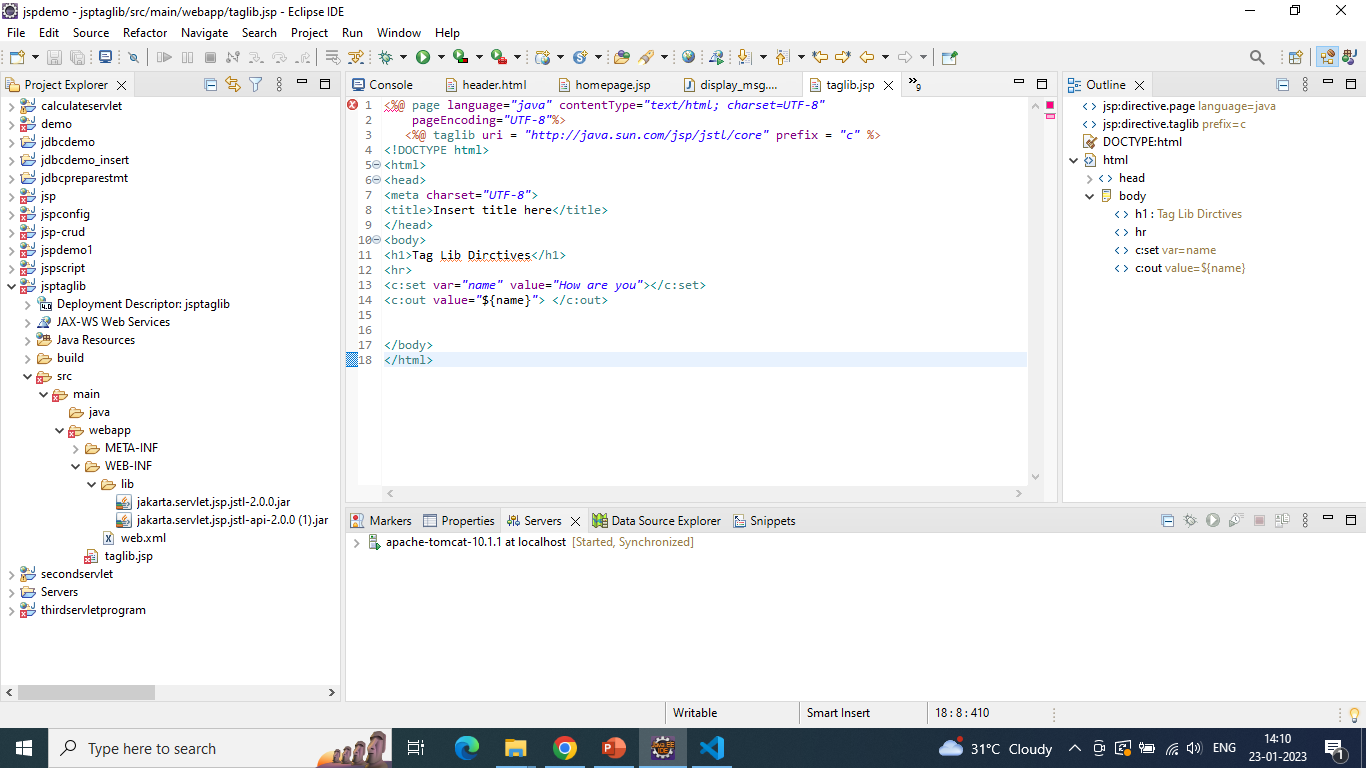 jspdemo - jsptaglib/src/main/webapp/taglib.jsp - Eclipse IDE
File Edit Source Refactor Navigate Search Project Run Window Help
Project Explorer
calculateservlet
demo
jdbcdemo
jdbcdemo_insert
jdbcpreparestmt
jsp
jspconfig
jsp-crud
jspdemo1
jspscript
jsptaglib
Deployment Descriptor: jsptaglib
JAX-WS Web Services
Java Resources
build
src
main
java
webapp
META-INF
WEB-INF
lib
jakarta.servlet.jsp.jstl-2.0.0.jar
jakarta.servlet.jsp.jstl-api-2.0.0 (1).jar
web.xml
taglib.jsp
secondservlet
Servers
thirdservletprogram
Console header.html homepage.jsp display_msg.... taglib.jsp »9
1 <%@ page language="java" contentType="text/html; charset=UTF-8"
2 pageEncoding="UTF-8"%>
3 <%@ taglib uri = "http://java.sun.com/jsp/jstl/core" prefix = "c" %>
4 <!DOCTYPE html>
5 <html>
6 <head>
7 <meta charset="UTF-8">
8 <title>Insert title here</title>
9 </head>
10 <body>
11 <h1>Tag Lib Dirctives</h1>
12 <hr>
13 <c:set var="name" value="How are you"></c:set>
14 <c:out value="${name}"> </c:out>
15
16
17 </body>
18 </html>
Outline
jsp:directive.page language=java
jsp:directive.taglib prefix=c
DOCTYPE:html
html
head
body
h1 : Tag Lib Dirctives
hr
c:set var=name
c:out value=${name}
Markers Properties Servers Data Source Explorer Snippets
apache-tomcat-10.1.1 at localhost [Started, Synchronized]
Writable Smart Insert 18 : 8 : 410
Type here to search
31°C Cloudy ENG 14:10
23-01-2023
1